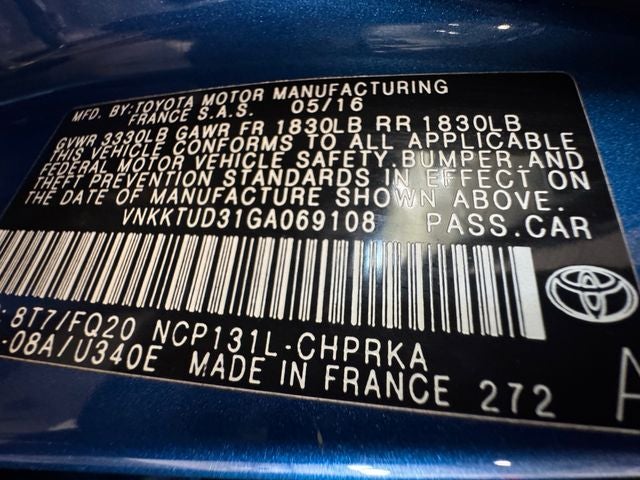 MFD. BY: TOYOTA MOTOR MANUFACTURING
FRANCE S.A.S. 05/16
GVWR 3330LB GAWR FR 1830LB RR 1830LB
THIS VEHICLE CONFORMS TO ALL APPLICABLE
FEDERAL MOTOR VEHICLE SAFETY, BUMPER, AND
THEFT PREVENTION STANDARDS IN EFFECT ON
THE DATE OF MANUFACTURE SHOWN ABOVE.
VNKKTUD31GA069108 PASS.CAR
: 8T7/FQ20 NCP131L-CHPRKA
-08A/U340E MADE IN FRANCE 272